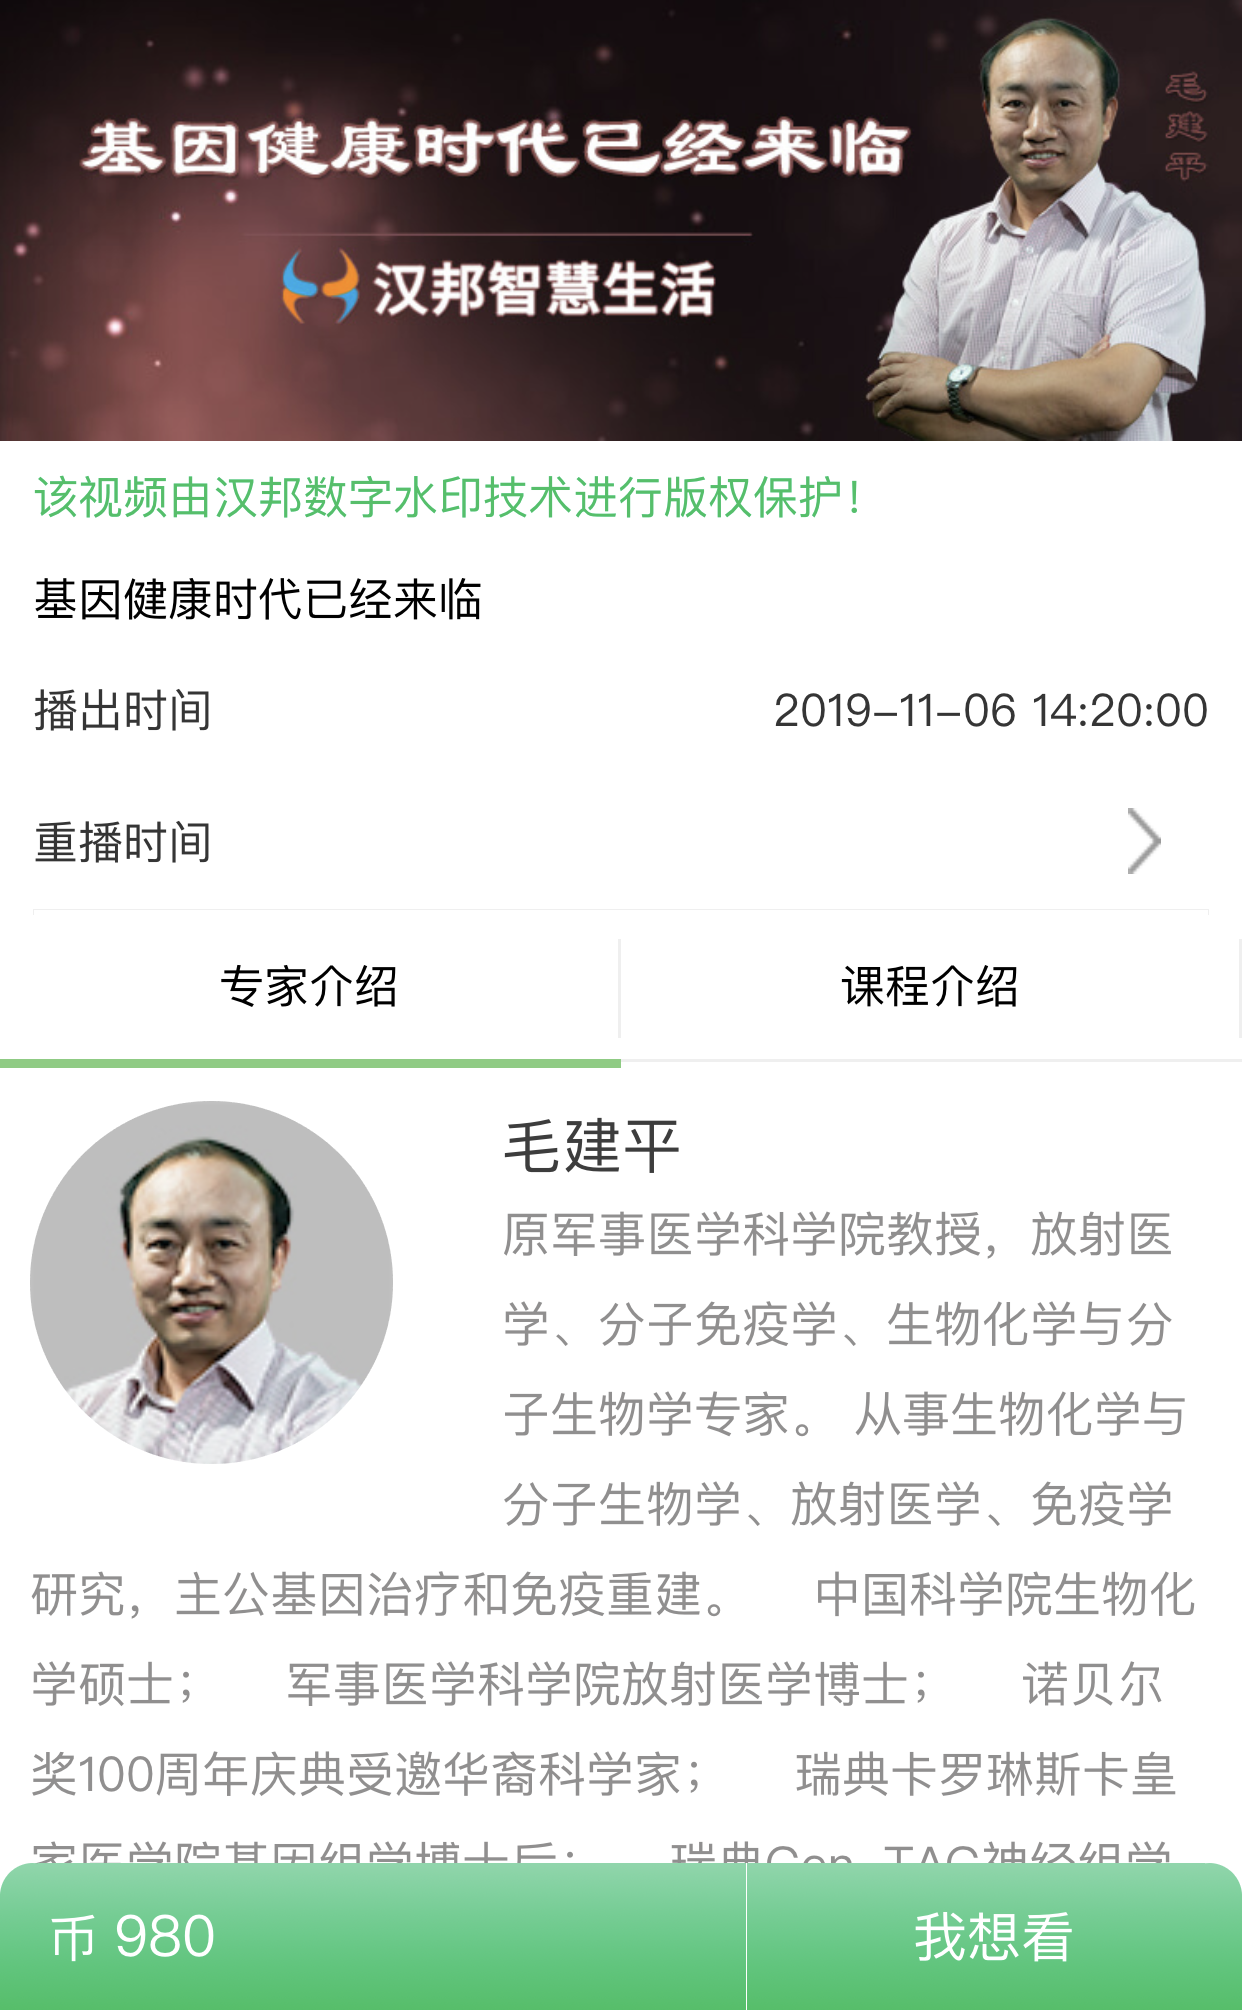 基因健康时代已经来临
毛建平
汉邦智慧生活
该视频由汉邦数字水印技术进行版权保护！
基因健康时代已经来临
播出时间 2019-11-06 14:20:00
重播时间
专家介绍 课程介绍
毛建平
原军事医学科学院教授，放射医
学、分子免疫学、生物化学与分
子生物学专家。 从事生物化学与
分子生物学、放射医学、免疫学
研究，主公基因治疗和免疫重建。 中国科学院生物化
学硕士； 军事医学科学院放射医学博士； 诺贝尔
奖100周年庆典受邀华裔科学家； 瑞典卡罗琳斯卡皇
家医学院基因组学博士后； 瑞典Gen-TAG神经组学
币 980 我想看